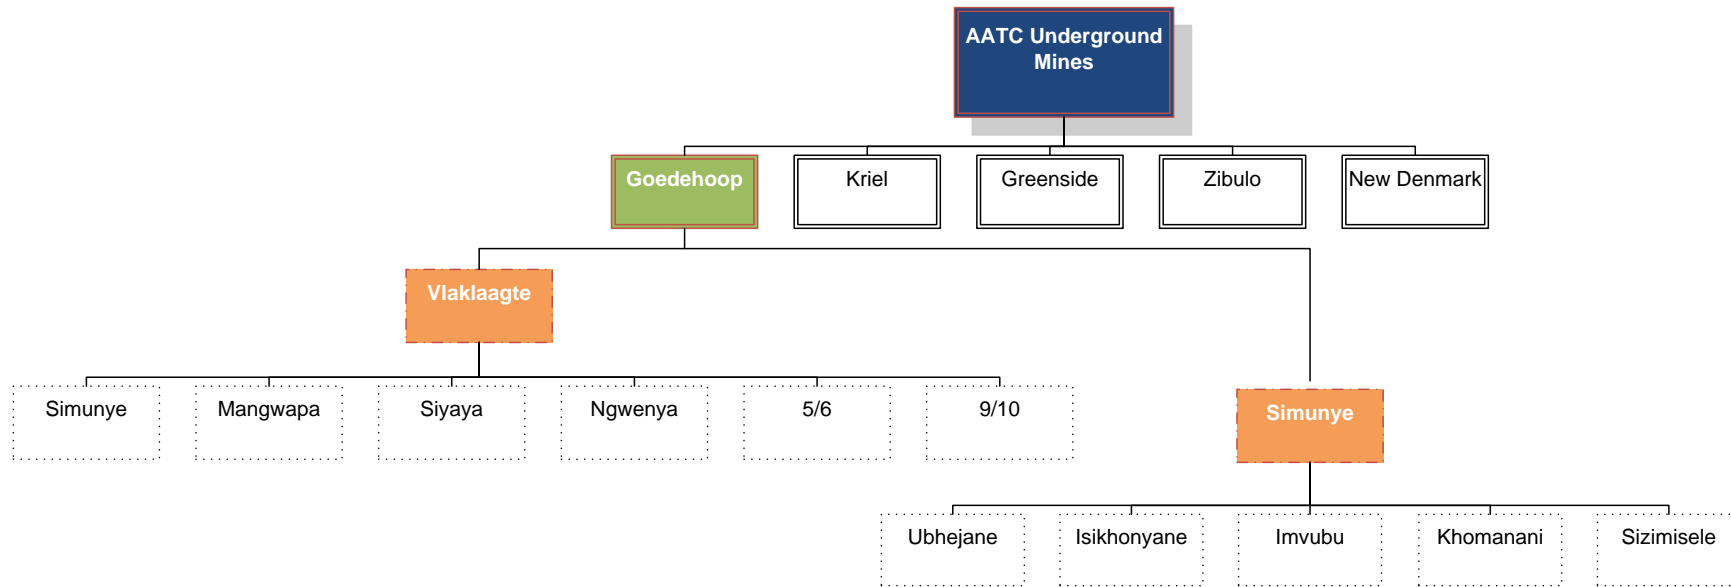 AATC Underground
Mines
Goedehoop
Kriel
Greenside
Zibulo
New Denmark
Vlaklaagte
Simunye
Mangwapa
Siyaya
Ngwenya
5/6
9/10
Simunye
Ubhejane
Isikhonyane
Imvubu
Khomanani
Sizimisele